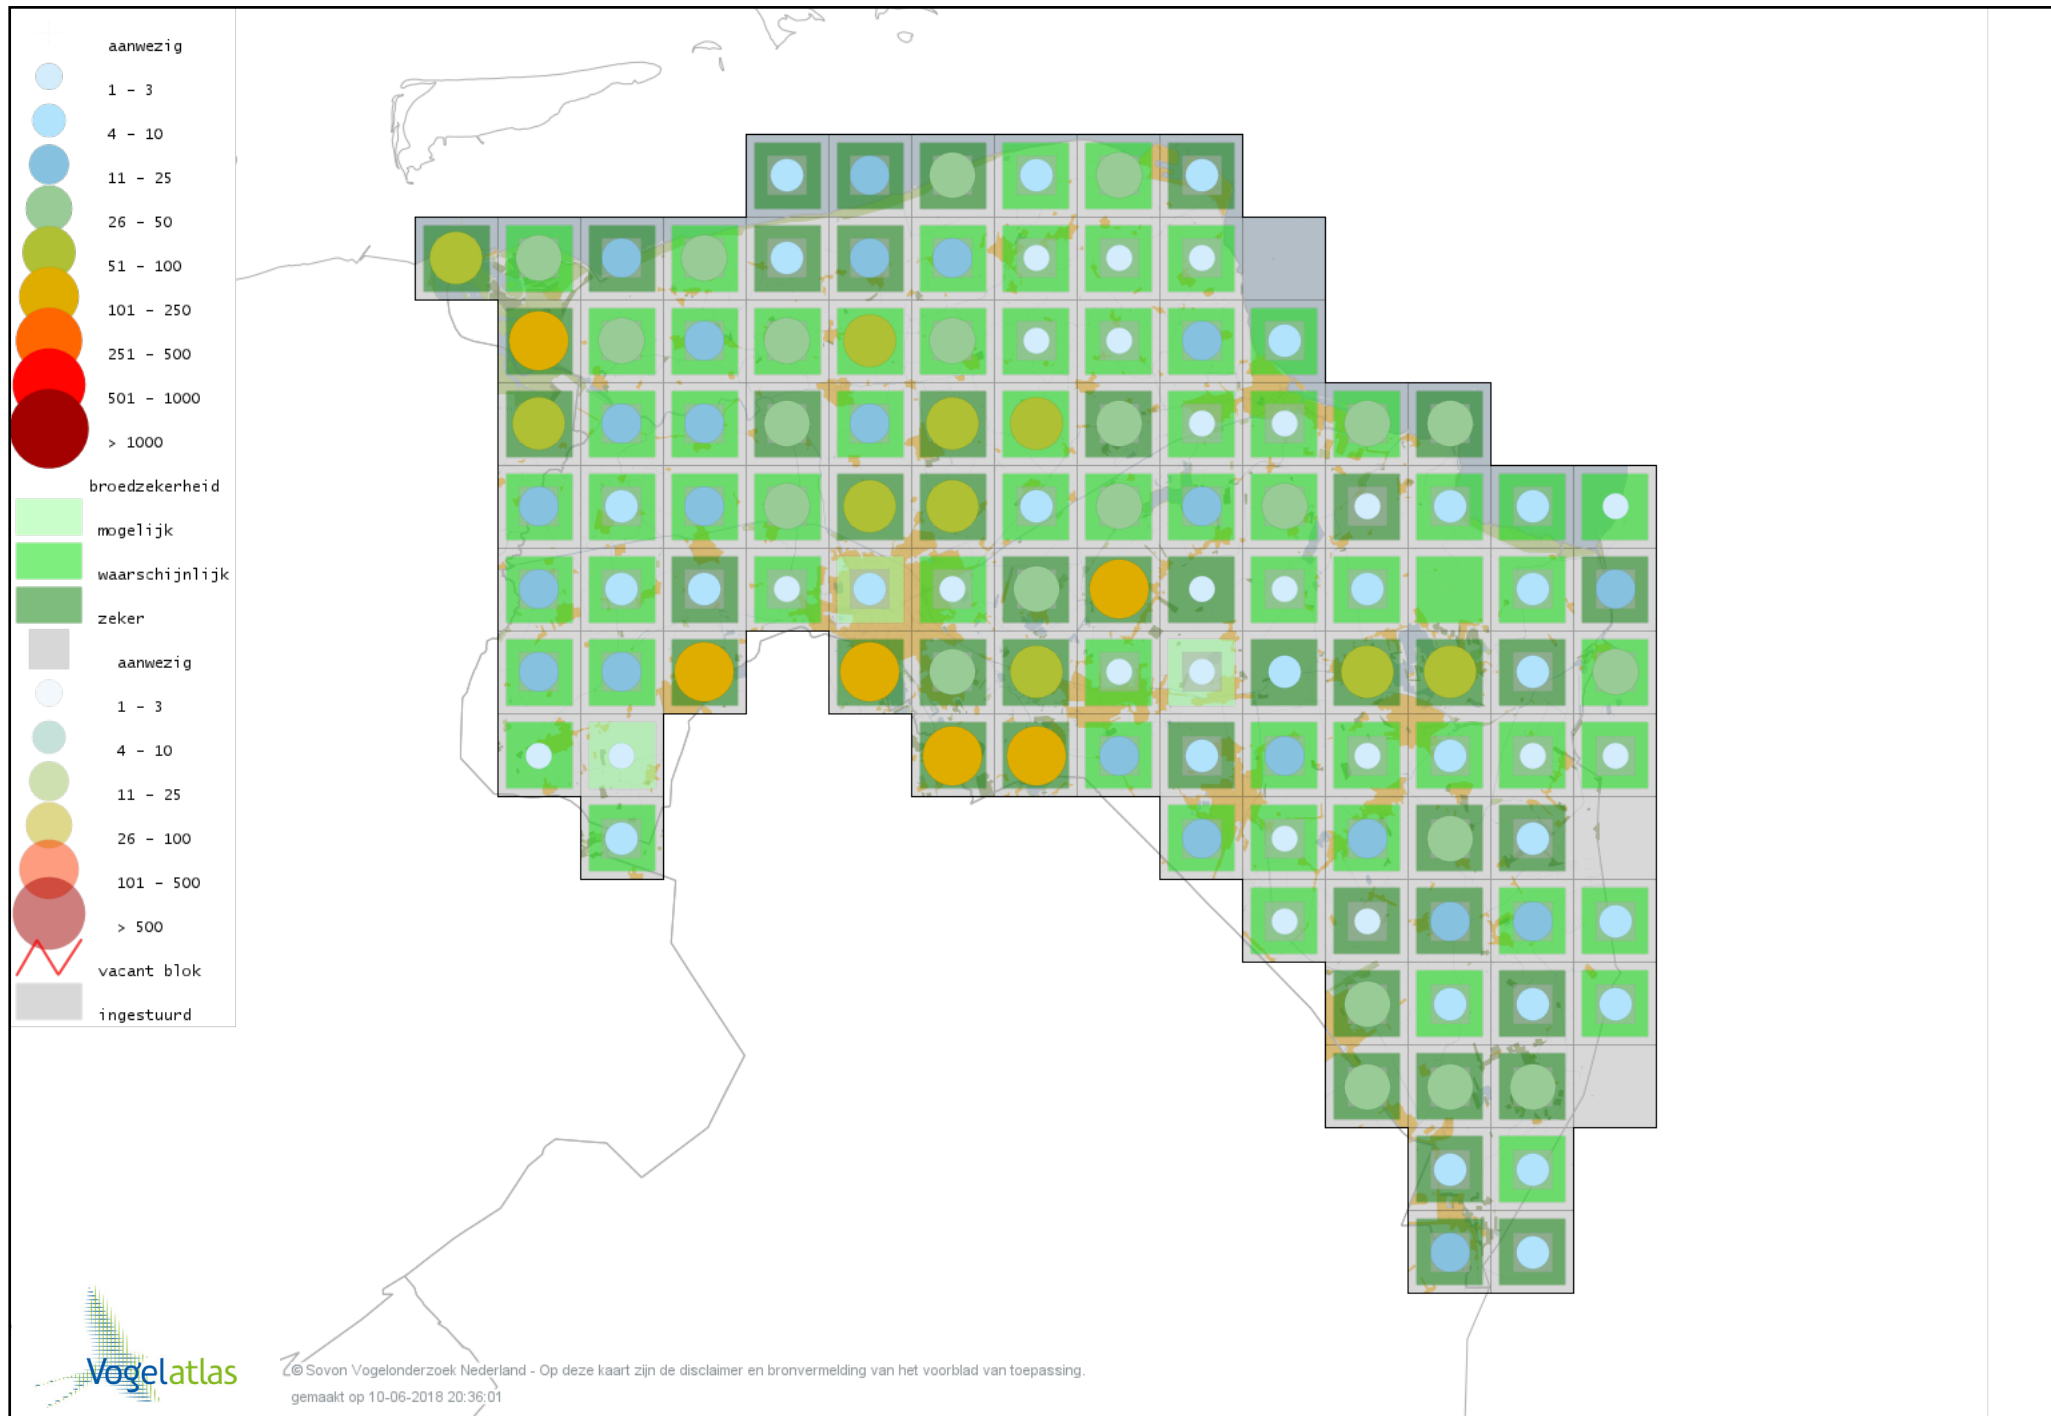 aanwezig
1 - 3
4 - 10
11 - 25
26 - 50
51 - 100
101 - 250
251 - 500
501 - 1000
> 1000
broedzekerheid
mogelijk
waarschijnlijk
zeker
aanwezig
1 - 3
4 - 10
11 - 25
26 - 100
101 - 500
> 500
vacant blok
ingestuurd
Vogelatlas
© Sovon Vogelonderzoek Nederland - Op deze kaart zijn de disclaimer en bronvermelding van het voorblad van toepassing.
gemaakt op 10-06-2018 20:36:01